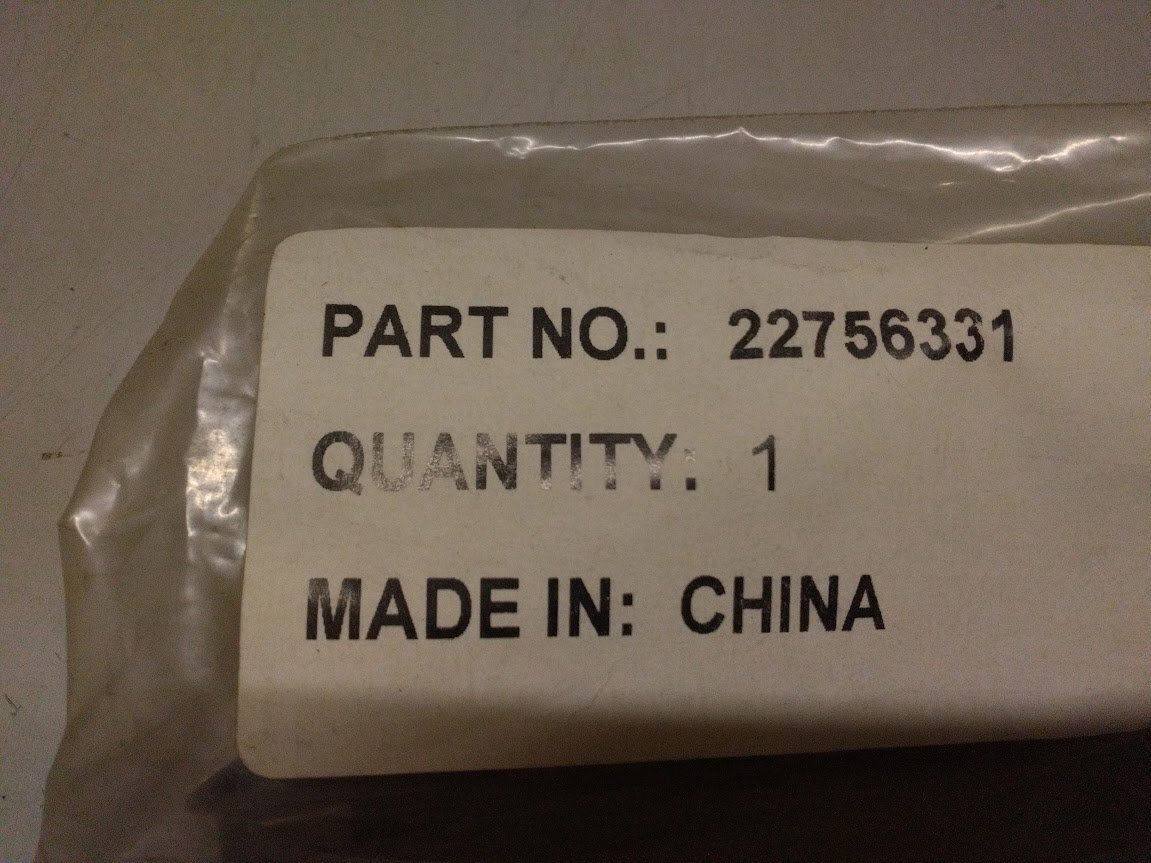 PART NO.: 22756331
QUANTITY: 1
MADE IN: CHINA